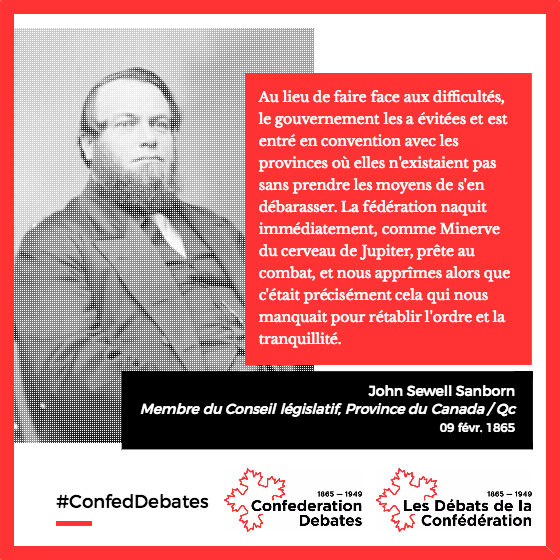 Au lieu de faire face aux difficultés,
le gouvernement les a évitées et est
entré en convention avec les
provinces où elles n'existaient pas
sans prendre les moyens de s'en
débarasser. La fédération naquit
immédiatement, comme Minerve
du cerveau de Jupiter, prête au
combat, et nous apprîmes alors que
c'était précisément cela qui nous
manquait pour rétablir l'ordre et la
tranquillité.
John Sewell Sanborn
Membre du Conseil législatif, Province du Canada / Qc
09 févr. 1865
#ConfedDebates
1865 — 1949
Confederation
Debates
1865 — 1949
Les Débats de la
Confédération